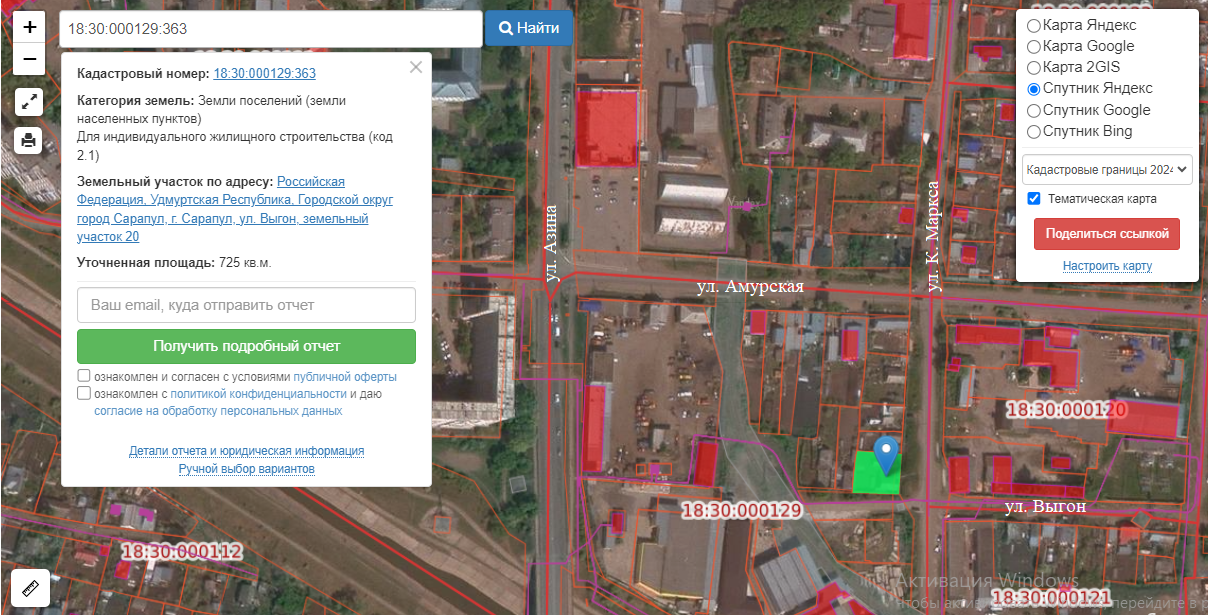 +
−
18:30:000129:363
Найти
Кадастровый номер: 18:30:000129:363
Категория земель: Земли поселений (земли
населенных пунктов)
Для индивидуального жилищного строительства (код
2.1)
Земельный участок по адресу: Российская
Федерация, Удмуртская Республика, Городской округ
город Сарапул, г. Сарапул, ул. Выгон, земельный
участок 20
Уточненная площадь: 725 кв.м.
Ваш email, куда отправить отчет
Получить подробный отчет
ознакомлен и согласен с условиями публичной оферты
ознакомлен с политикой конфиденциальности и даю
согласие на обработку персональных данных
Детали отчета и юридическая информация
Ручной выбор вариантов
Карта Яндекс
Карта Google
Карта 2GIS
Спутник Яндекс
Спутник Google
Спутник Bing
Кадастровые границы 2024
Тематическая карта
Поделиться ссылкой
Настроить карту
ул. Азина
ул. К. Маркса
Yandex
ул. Амурская
18:30:000120
18:30:000129
ул. Выгон
18:30:000112
Активация Windows
18:30:000121
Чтобы перейдите в